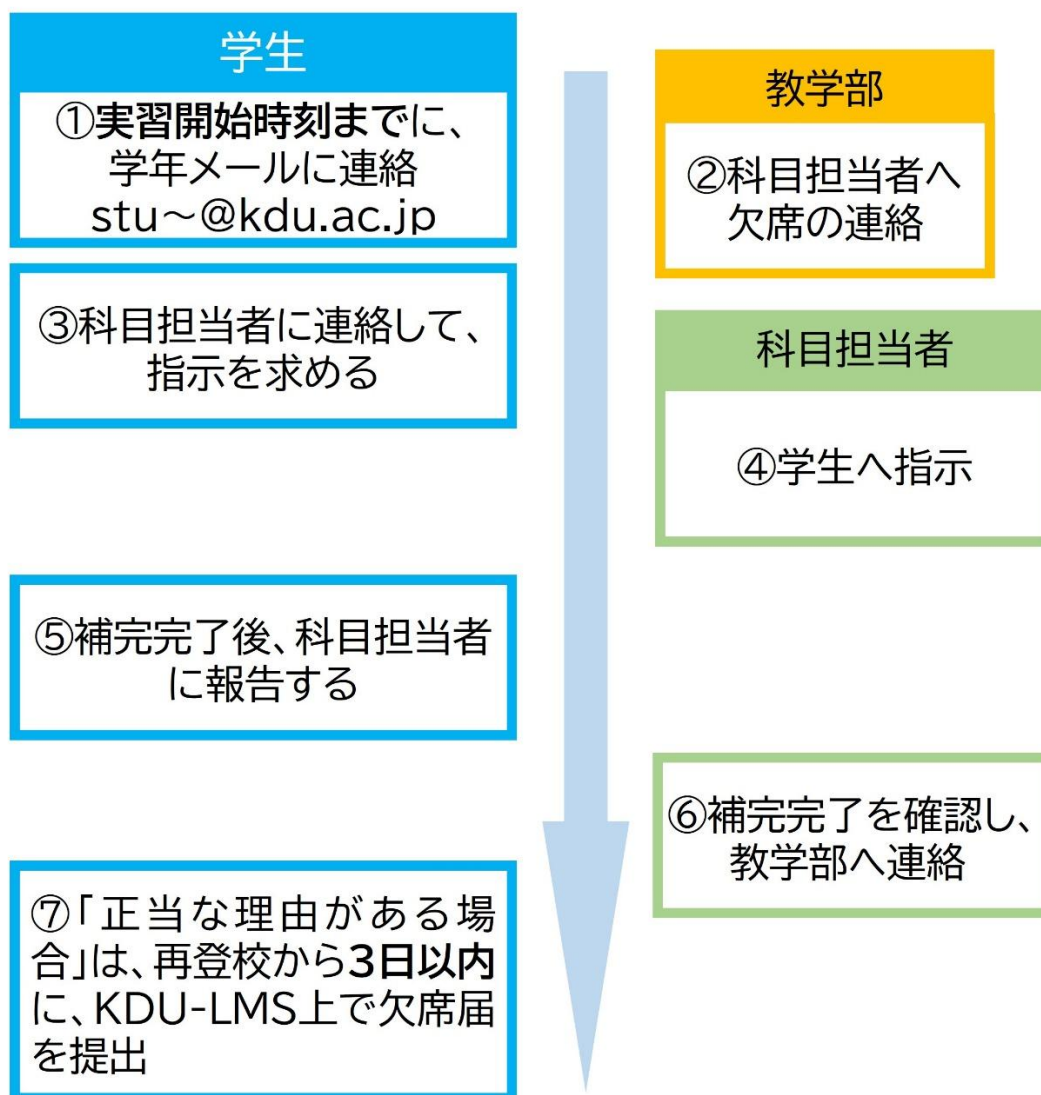 学生
①実習開始時刻までに、
学年メールに連絡
stu～@kdu.ac.jp
教学部
②科目担当者へ
欠席の連絡
③科目担当者に連絡して、
指示を求める
科目担当者
④学生へ指示
⑤補完完了後、科目担当者
に報告する
⑥補完完了を確認し、
教学部へ連絡
⑦「正当な理由がある場
合」は、再登校から3日以内
に、KDU-LMS上で欠席届
を提出